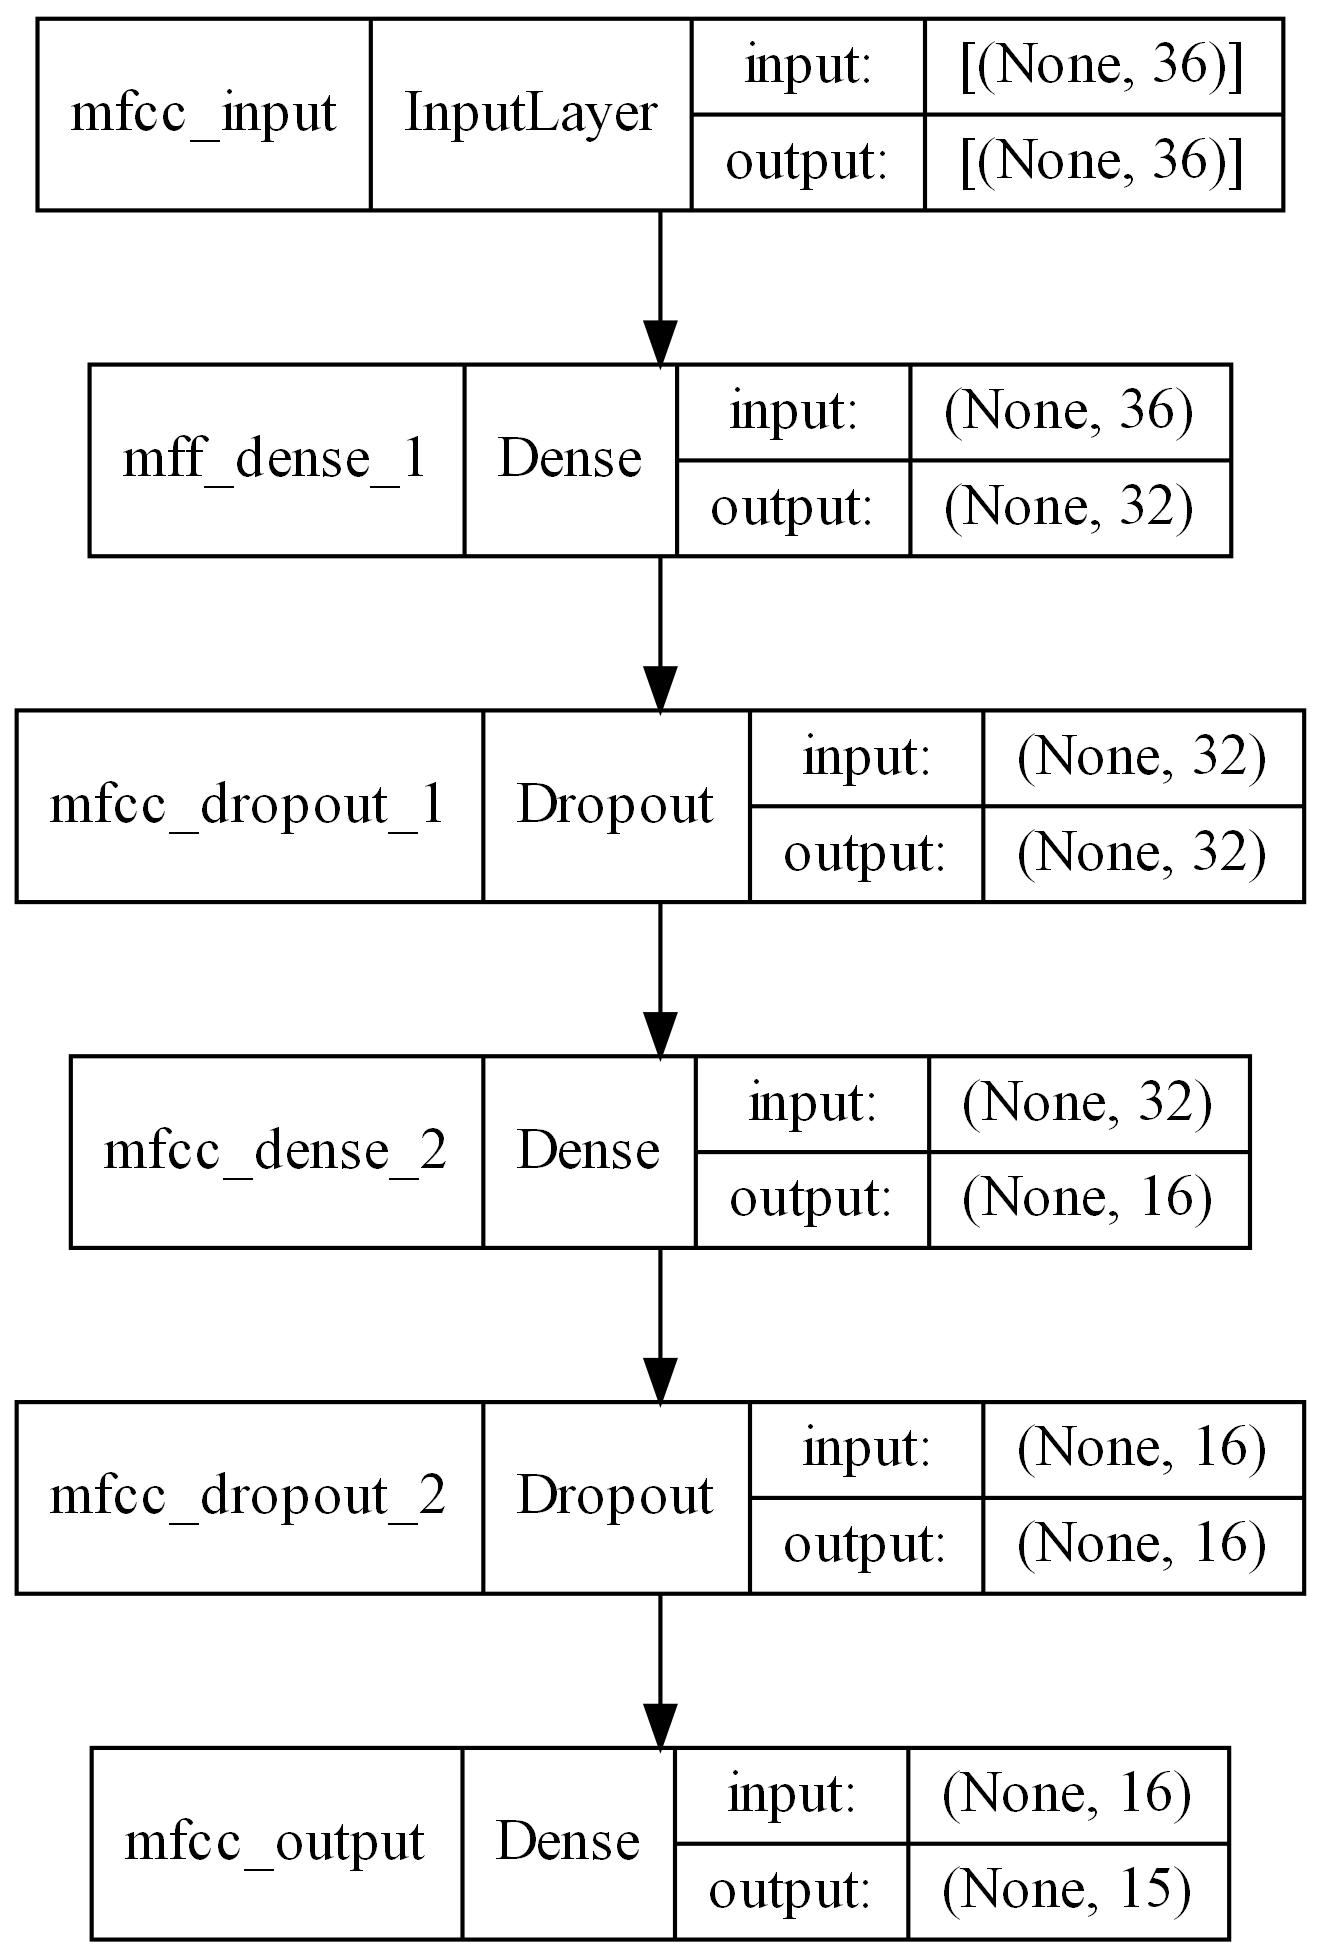 mfcc_input InputLayer input: [(None, 36)]
output: [(None, 36)]
mff_dense_1 Dense input: (None, 36)
output: (None, 32)
mfcc_dropout_1 Dropout input: (None, 32)
output: (None, 32)
mfcc_dense_2 Dense input: (None, 32)
output: (None, 16)
mfcc_dropout_2 Dropout input: (None, 16)
output: (None, 16)
mfcc_output Dense input: (None, 16)
output: (None, 15)